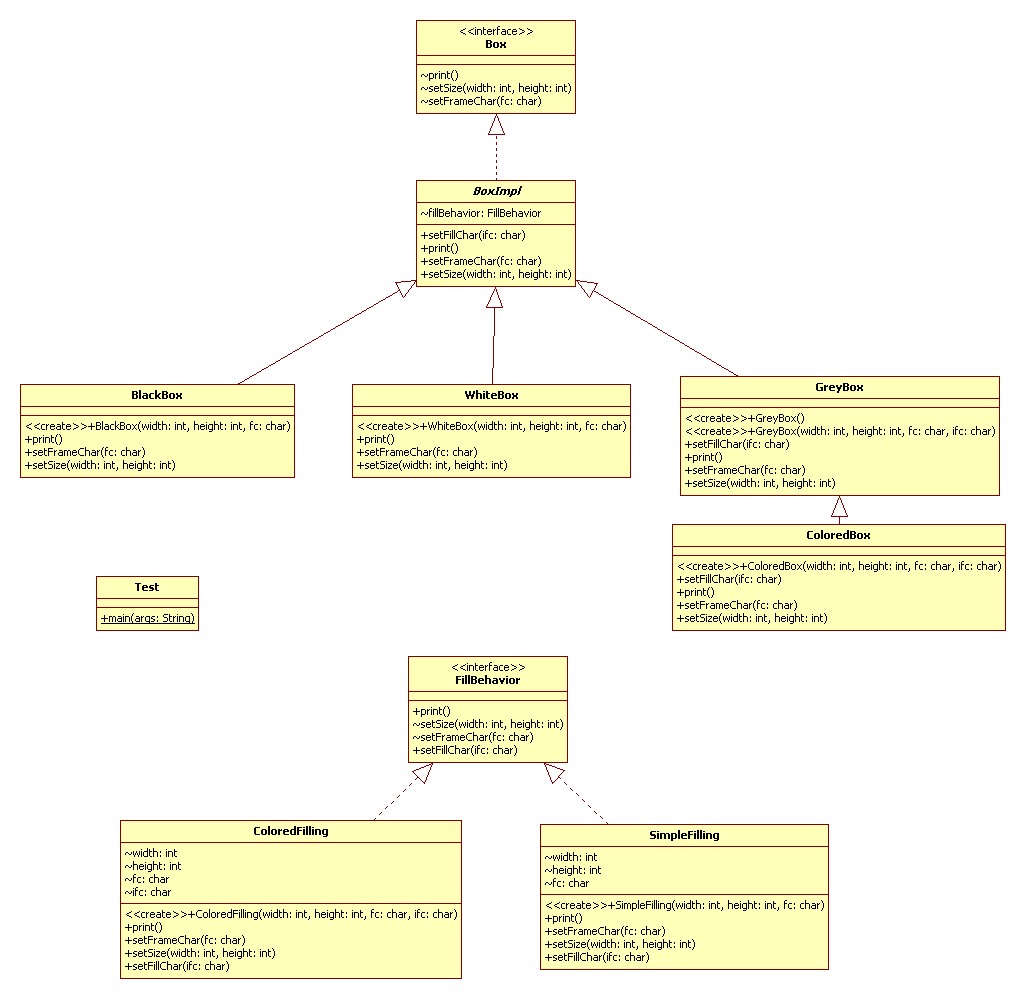 <<interface>>
Box
~print()
~setSize(width: int, height: int)
~setFrameChar(fc: char)
BoxImpl
~fillBehavior: FillBehavior
+setFillChar(ifc: char)
+print()
+setFrameChar(fc: char)
+setSize(width: int, height: int)
BlackBox
<<create>>+BlackBox(width: int, height: int, fc: char)
+print()
+setFrameChar(fc: char)
+setSize(width: int, height: int)
WhiteBox
<<create>>+WhiteBox(width: int, height: int, fc: char)
+print()
+setFrameChar(fc: char)
+setSize(width: int, height: int)
GreyBox
<<create>>+GreyBox()
<<create>>+GreyBox(width: int, height: int, fc: char, ifc: char)
+setFillChar(ifc: char)
+print()
+setFrameChar(fc: char)
+setSize(width: int, height: int)
ColoredBox
<<create>>+ColoredBox(width: int, height: int, fc: char, ifc: char)
+setFillChar(ifc: char)
+print()
+setFrameChar(fc: char)
+setSize(width: int, height: int)
Test
+main(args: String)
<<interface>>
FillBehavior
+print()
~setSize(width: int, height: int)
~setFrameChar(fc: char)
+setFillChar(ifc: char)
ColoredFilling
~width: int
~height: int
~fc: char
~ifc: char
<<create>>+ColoredFilling(width: int, height: int, fc: char, ifc: char)
+print()
+setFrameChar(fc: char)
+setSize(width: int, height: int)
+setFillChar(ifc: char)
SimpleFilling
~width: int
~height: int
~fc: char
<<create>>+SimpleFilling(width: int, height: int, fc: char)
+print()
+setFrameChar(fc: char)
+setSize(width: int, height: int)
+setFillChar(ifc: char)